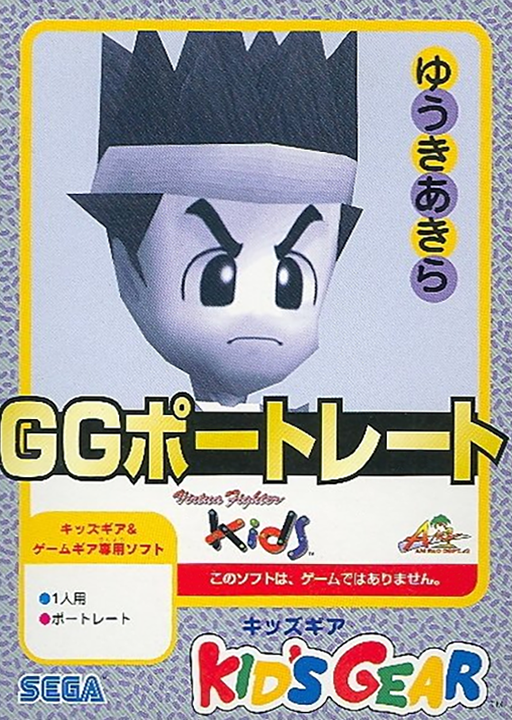 ゆうきあきら
GGポートレート
Virtua Fighter
Kids
キッズギア&
ゲームギア専用ソフト
このソフトは、ゲームではありません。
●1人用
●ポートレート
キッズギア
KID'S GEAR
SEGA